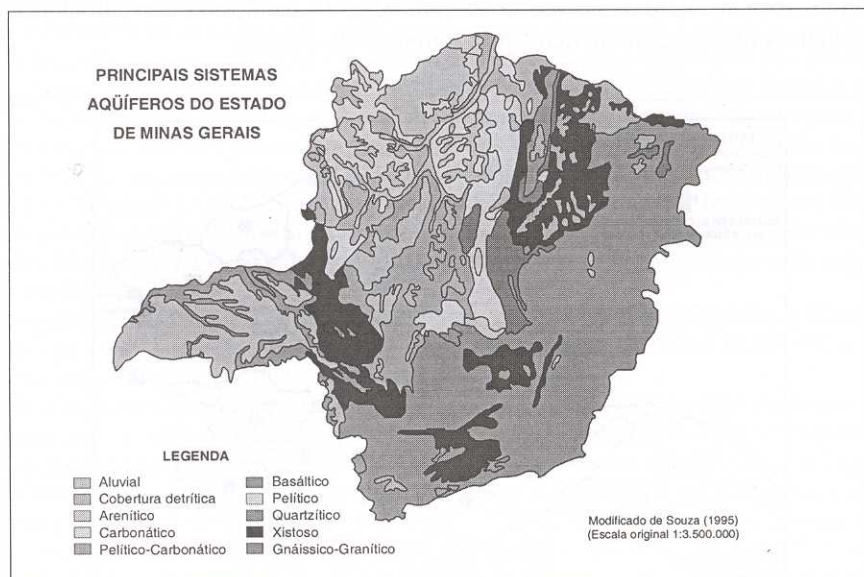 PRINCIPAIS SISTEMAS
AQÜÍFEROS DO ESTADO
DE MINAS GERAIS
LEGENDA
Aluvial
Cobertura detrítica
Arenítico
Carbonático
Pelítico-Carbonático
Basáltico
Pelítico
Quartzítico
Xistoso
Gnáissico-Granítico
Modificado de Souza (1995)
(Escala original 1:3.500.000)